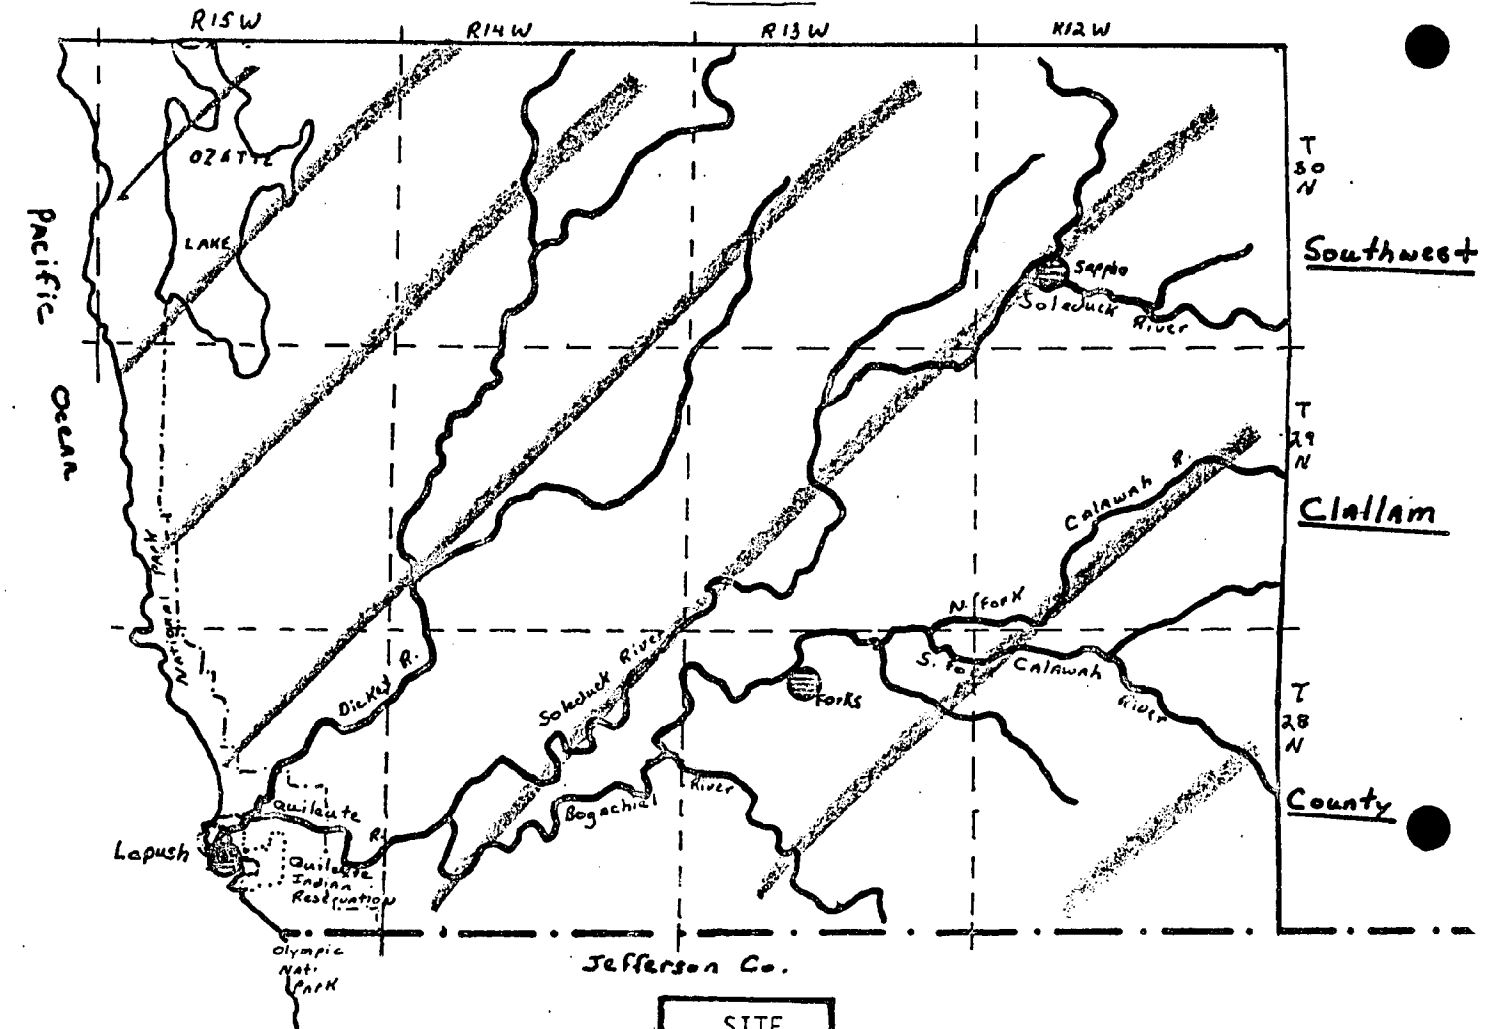 R15W
R14W
R13W
R12W
T
30
N
OZATTE
LAKE
Pacific
Ocean
Sappho
Soleduck
River
Southwest
T
29
N
Calawah
R.
Clallam
National Park
N. Fork
S. Fo
Calawah
River
Forks
Soleduck River
Dickey
R.
T
28
N
County
Bogachiel
River
Quileute
R.
Lapush
Quileute
Indian
Reservation
Olympic
Nat.
Park
Jefferson Co.
SITE